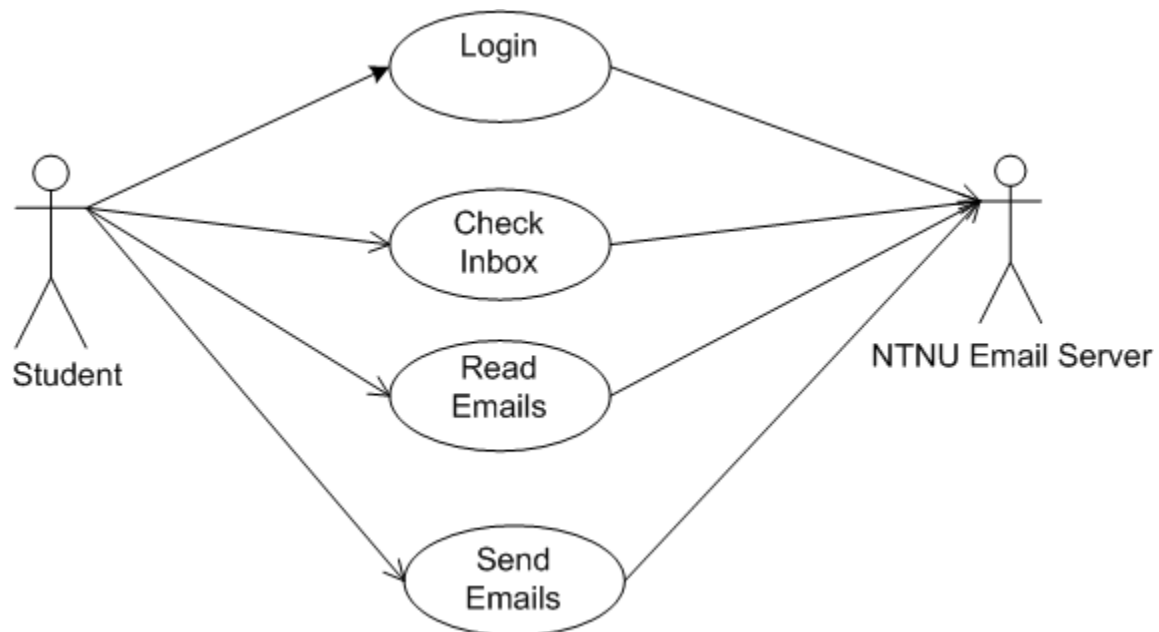 Login
Check
Inbox
Read
Emails
Send
Emails
Student
NTNU Email Server